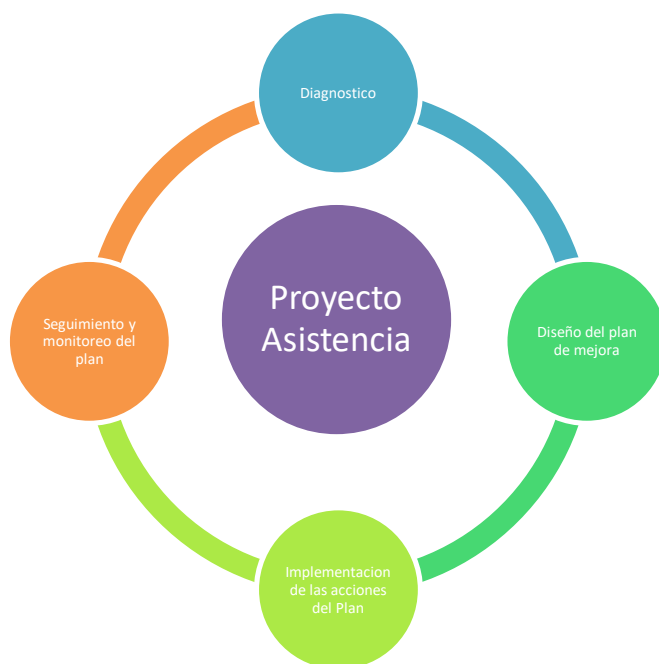 Diagnostico
Proyecto
Asistencia
Seguimiento y
monitoreo del
plan
Diseño del plan
de mejora
Implementacion
de las acciones
del Plan